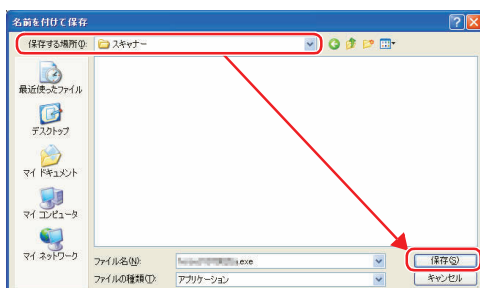 名前を付けて保存
保存する場所(I):
スキャナー
最近使ったファイル
デスクトップ
マイ ドキュメント
マイ コンピュータ
マイ ネットワーク
ファイル名(N):
.exe
保存(S)
ファイルの種類(T):
アプリケーション
キャンセル